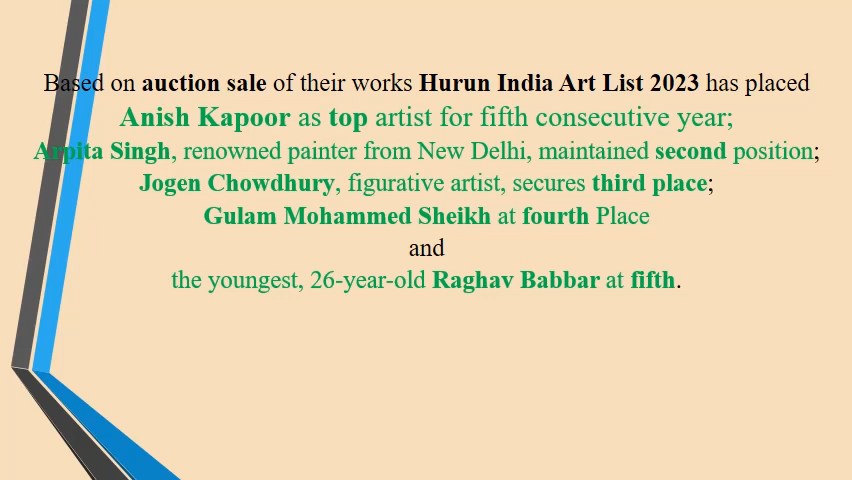 Based on auction sale of their works Hurun India Art List 2023 has placed
Anish Kapoor as top artist for fifth consecutive year;
Arpita Singh, renowned painter from New Delhi, maintained second position;
Jogen Chowdhury, figurative artist, secures third place;
Gulam Mohammed Sheikh at fourth Place
and
the youngest, 26-year-old Raghav Babbar at fifth.